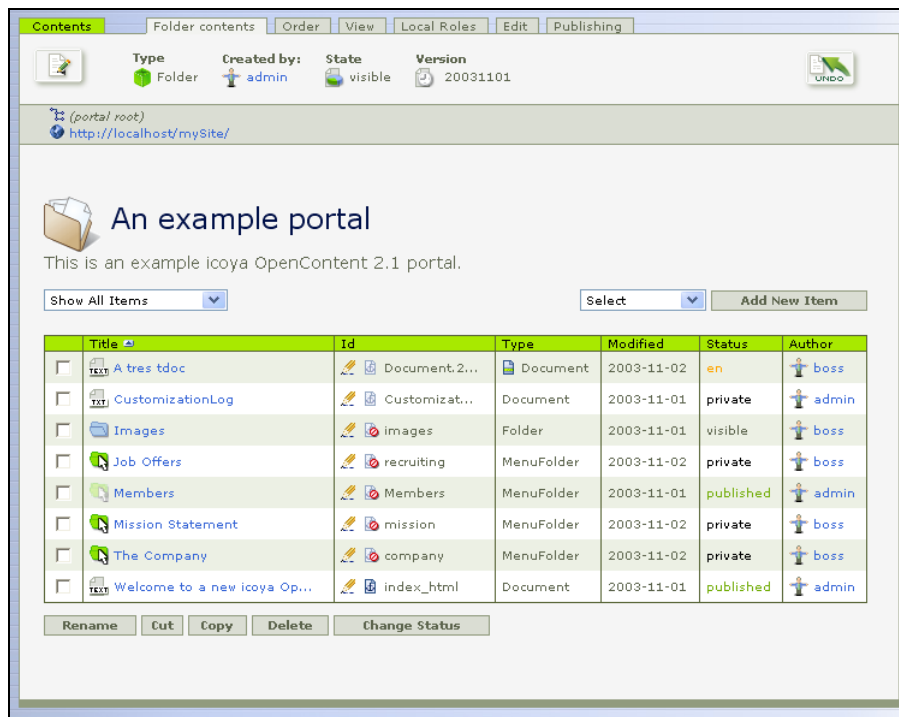 Contents Folder contents Order View Local Roles Edit Publishing
Type Created by: State Version
Folder admin visible 20031101
UNDO
(portal root)
http://localhost/mySite/
An example portal
This is an example icoya OpenContent 2.1 portal.
Show All Items Select Add New Item
Title Id Type Modified Status Author
TEXT A tres tdoc Document.2... Document 2003-11-02 en boss
TXT CustomizationLog Customizat... Document 2003-11-01 private admin
Images images Folder 2003-11-01 visible boss
Job Offers recruiting MenuFolder 2003-11-02 private boss
Members Members MenuFolder 2003-11-01 published admin
Mission Statement mission MenuFolder 2003-11-02 private boss
The Company company MenuFolder 2003-11-02 private boss
TEXT Welcome to a new icoya Op... index_html Document 2003-11-01 published admin
Rename Cut Copy Delete Change Status